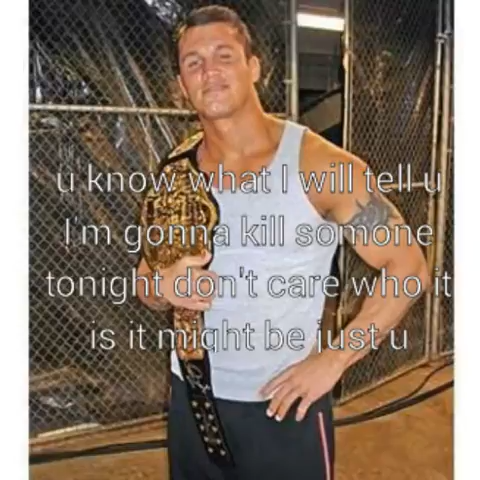 u know what I will tell u
I'm gonna kill somone
tonight don't care who it
is it might be just u